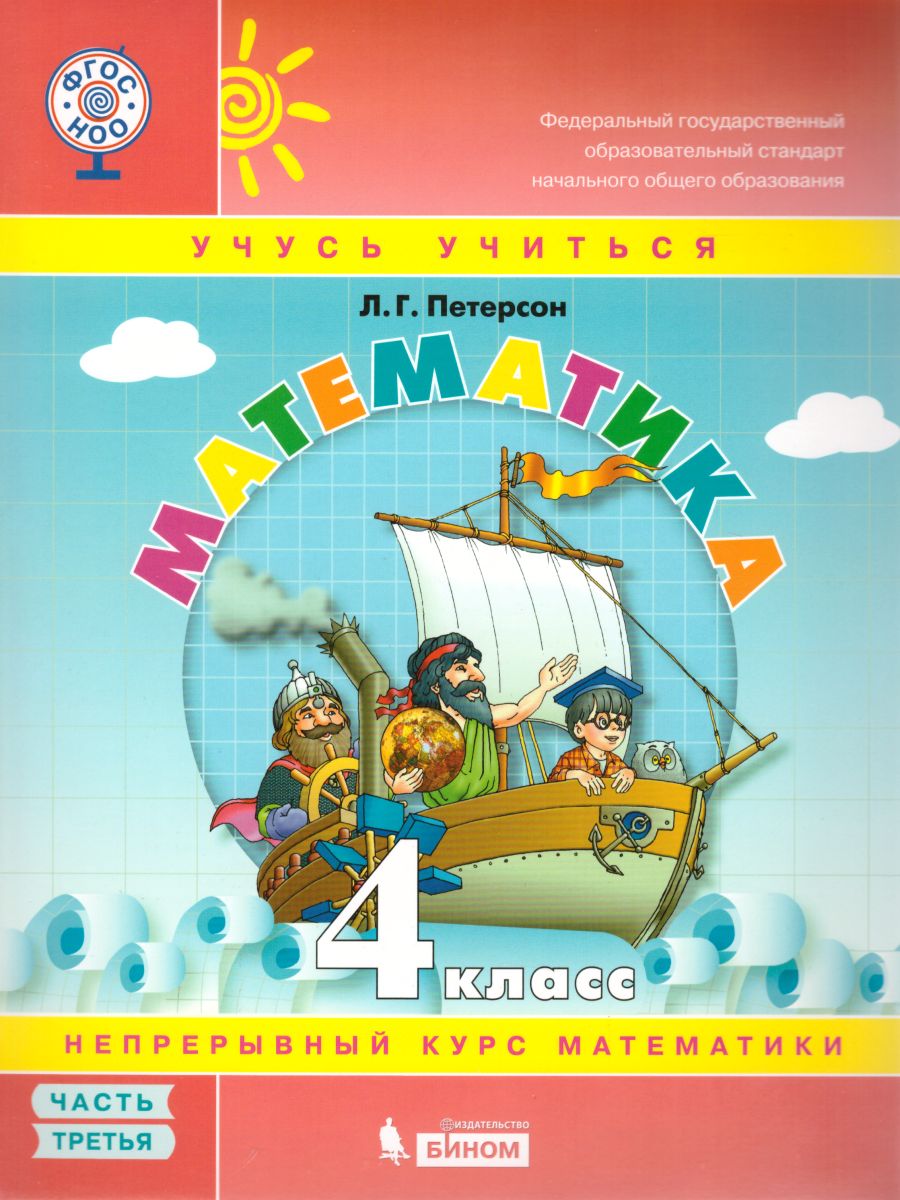 ФГОС
НОО
Федеральный государственный
образовательный стандарт
начального общего образования
УЧУСЬ УЧИТЬСЯ
Л. Г. Петерсон
МАТЕМАТИКА
4 класс
НЕПРЕРЫВНЫЙ КУРС МАТЕМАТИКИ
ЧАСТЬ
ТРЕТЬЯ
ИЗДАТЕЛЬСТВО
БИНОМ